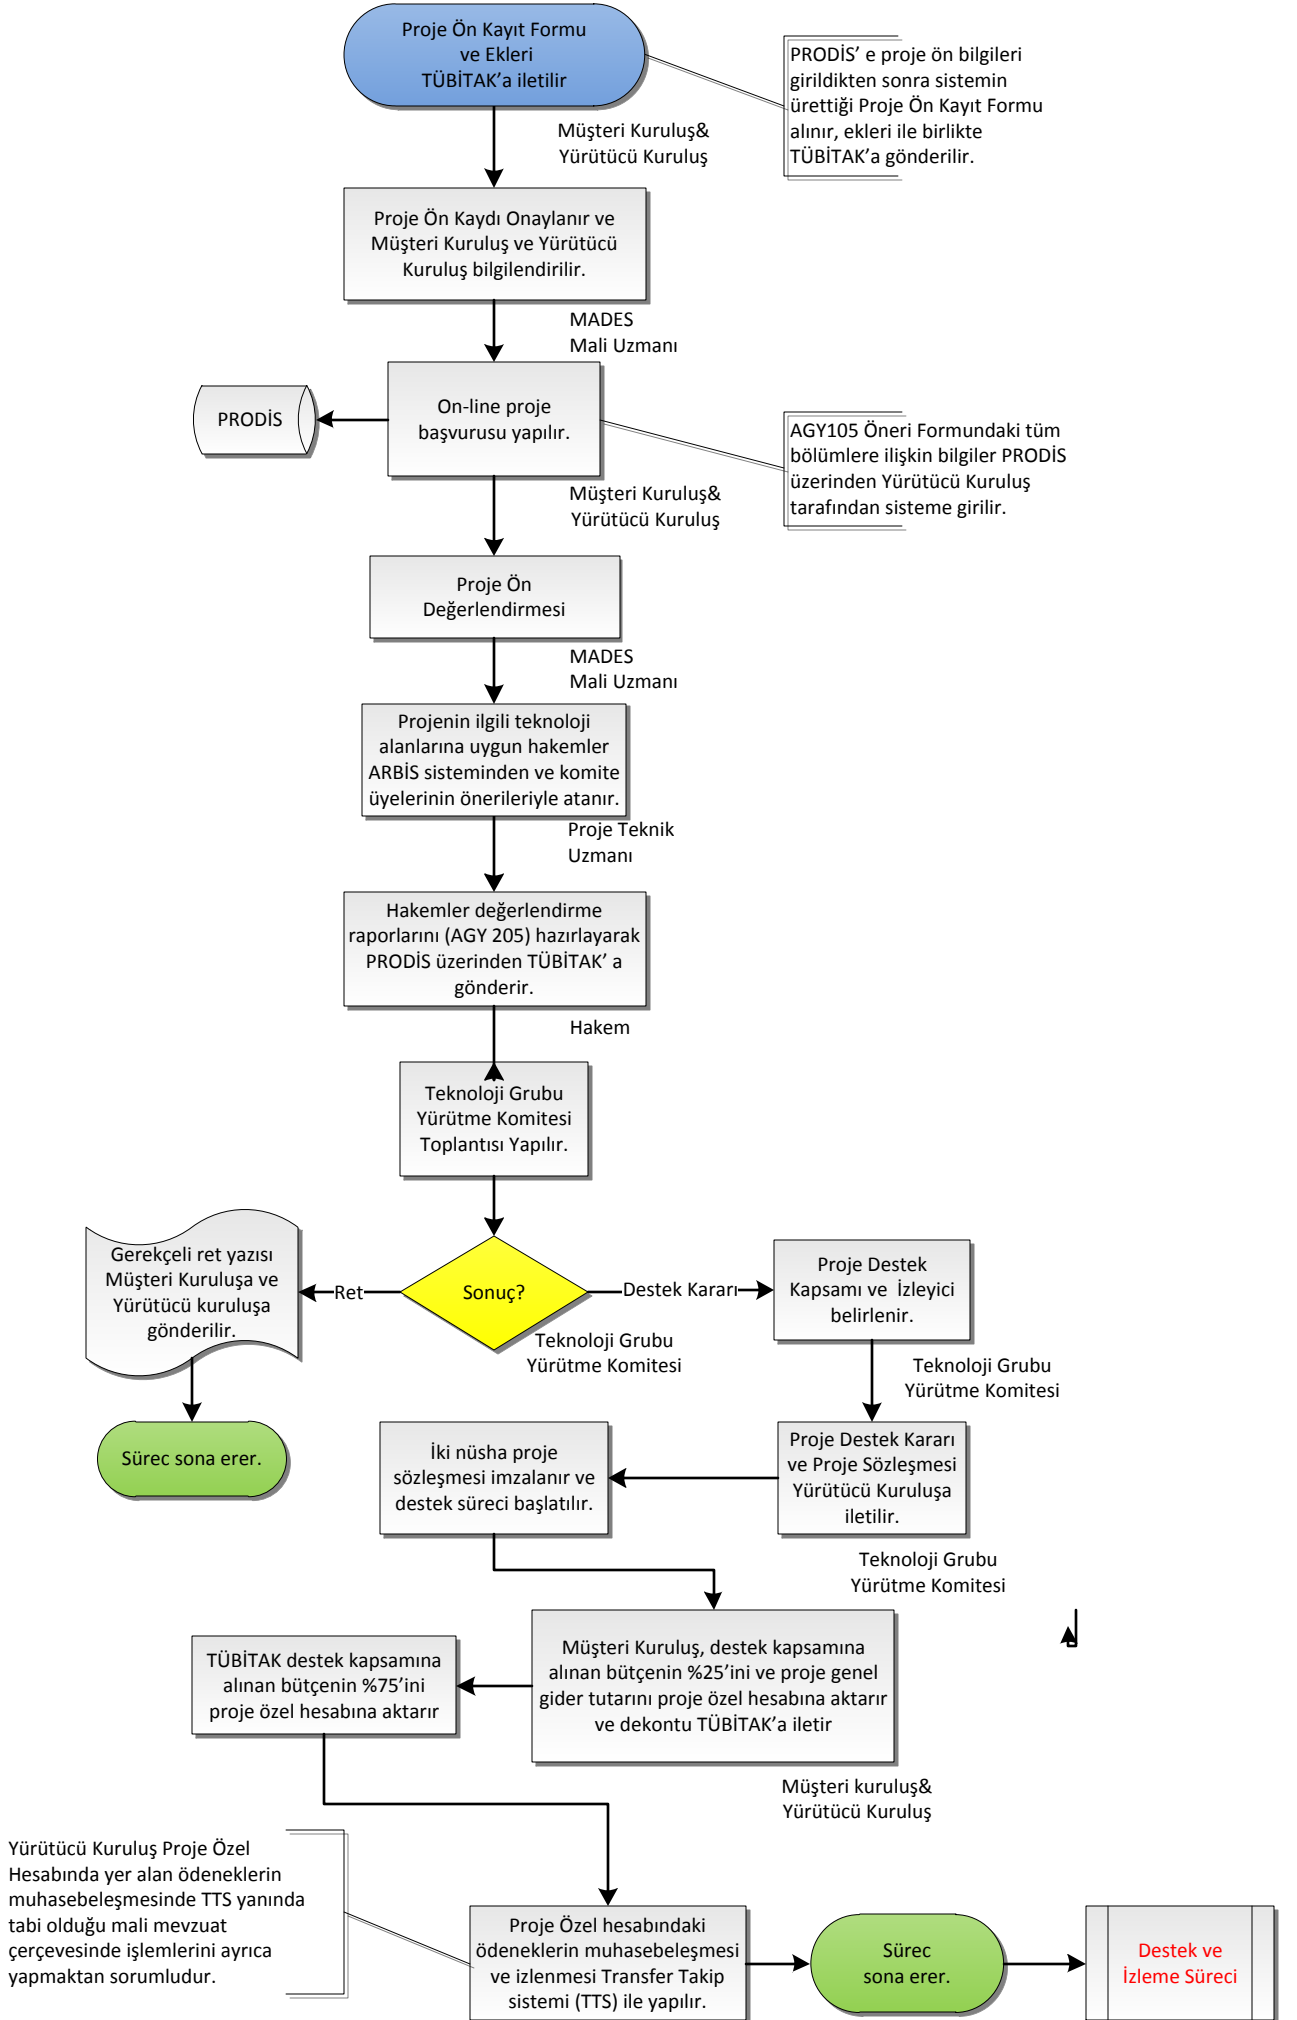 Proje Ön Kayıt Formu
ve Ekleri
TÜBİTAK’a iletilir
PRODİS’ e proje ön bilgileri
girildikten sonra sistemin
ürettiği Proje Ön Kayıt Formu
alınır, ekleri ile birlikte
TÜBİTAK’a gönderilir.
Müşteri Kuruluş&
Yürütücü Kuruluş
Proje Ön Kaydı Onaylanır ve
Müşteri Kuruluş ve Yürütücü
Kuruluş bilgilendirilir.
MADES
Mali Uzmanı
PRODİS
On-line proje
başvurusu yapılır.
AGY105 Öneri Formundaki tüm
bölümlere ilişkin bilgiler PRODİS
üzerinden Yürütücü Kuruluş
tarafından sisteme girilir.
Müşteri Kuruluş&
Yürütücü Kuruluş
Proje Ön
Değerlendirmesi
MADES
Mali Uzmanı
Projenin ilgili teknoloji
alanlarına uygun hakemler
ARBİS sisteminden ve komite
üyelerinin önerileriyle atanır.
Proje Teknik
Uzmanı
Hakemler değerlendirme
raporlarını (AGY 205) hazırlayarak
PRODİS üzerinden TÜBİTAK’ a
gönderir.
Hakem
Teknoloji Grubu
Yürütme Komitesi
Toplantısı Yapılır.
Gerekçeli ret yazısı
Müşteri Kuruluşa ve
Yürütücü kuruluşa
gönderilir.
Ret
Sonuç?
Destek Kararı
Proje Destek
Kapsamı ve  İzleyici
belirlenir.
Teknoloji Grubu
Yürütme Komitesi
Teknoloji Grubu
Yürütme Komitesi
Sürec sona erer.
İki nüsha proje
sözleşmesi imzalanır ve
destek süreci başlatılır.
Proje Destek Kararı
ve Proje Sözleşmesi
Yürütücü Kuruluşa
iletilir.
Teknoloji Grubu
Yürütme Komitesi
TÜBİTAK destek kapsamına
alınan bütçenin %75’ini
proje özel hesabına aktarır
Müşteri Kuruluş, destek kapsamına
alınan bütçenin %25’ini ve proje genel
gider tutarını proje özel hesabına aktarır
ve dekontu TÜBİTAK’a iletir
Müşteri kuruluş&
Yürütücü Kuruluş
Yürütücü Kuruluş Proje Özel
Hesabında yer alan ödeneklerin
muhasebeleşmesinde TTS yanında
tabi olduğu mali mevzuat
çerçevesinde işlemlerini ayrıca
yapmaktan sorumludur.
Proje Özel hesabındaki
ödeneklerin muhasebeleşmesi
ve izlenmesi Transfer Takip
sistemi (TTS) ile yapılır.
Sürec
sona erer.
Destek ve
İzleme Süreci